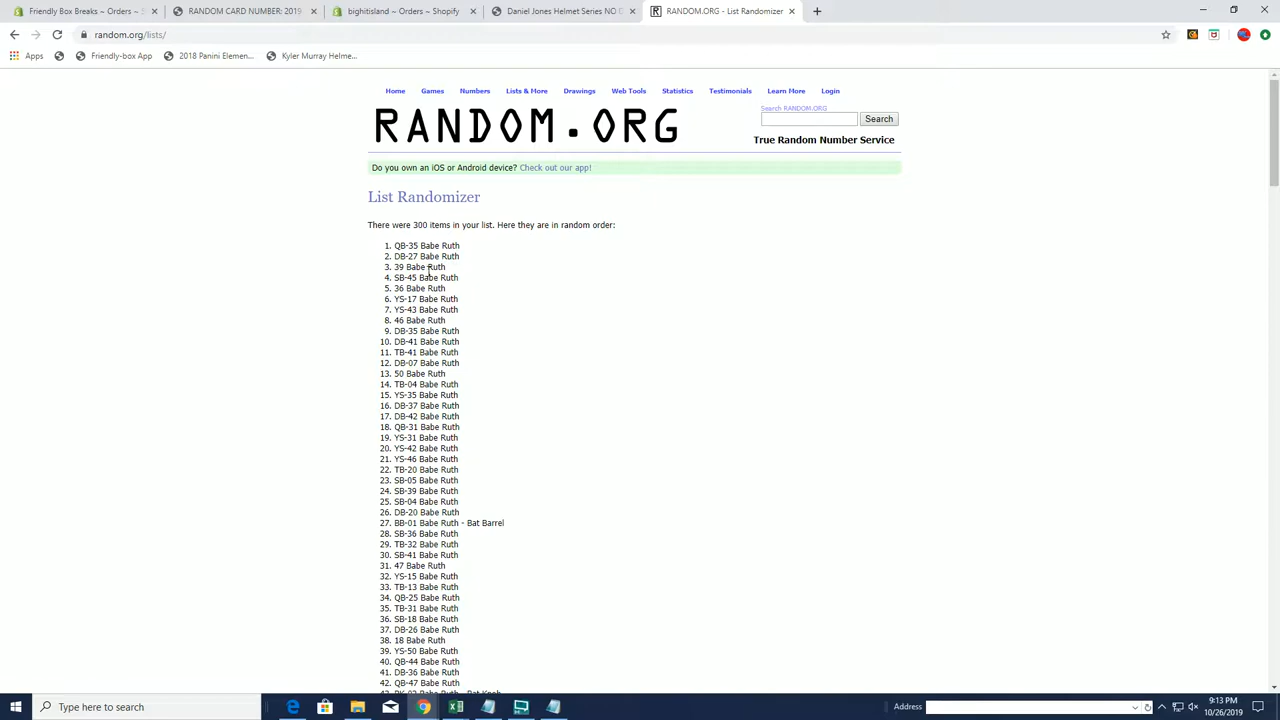 Friendly Box Breaks ~ Orders ~ S
RANDOM CARD NUMBER: 2019
bighitisland ~ Orders ~ Shopify
Daniel Jones Helmet Series NO D
RANDOM.ORG - List Randomizer
random.org/lists/
Apps
Friendly-box App
2018 Panini Elemen...
Kyler Murray Helme...
Home Games Numbers Lists & More Drawings Web Tools Statistics Testimonials Learn More Login
RANDOM.ORG
Search RANDOM.ORG
Search
True Random Number Service
Do you own an iOS or Android device? Check out our app!
List Randomizer
There were 300 items in your list. Here they are in random order:
1. QB-35 Babe Ruth
2. DB-27 Babe Ruth
3. 39 Babe Ruth
4. SB-45 Babe Ruth
5. 36 Babe Ruth
6. YS-17 Babe Ruth
7. YS-43 Babe Ruth
8. 46 Babe Ruth
9. DB-35 Babe Ruth
10. DB-41 Babe Ruth
11. TB-41 Babe Ruth
12. DB-07 Babe Ruth
13. 50 Babe Ruth
14. TB-04 Babe Ruth
15. YS-35 Babe Ruth
16. DB-37 Babe Ruth
17. DB-42 Babe Ruth
18. QB-31 Babe Ruth
19. YS-31 Babe Ruth
20. YS-42 Babe Ruth
21. YS-46 Babe Ruth
22. TB-20 Babe Ruth
23. SB-05 Babe Ruth
24. SB-39 Babe Ruth
25. SB-04 Babe Ruth
26. DB-20 Babe Ruth
27. BB-01 Babe Ruth - Bat Barrel
28. SB-36 Babe Ruth
29. TB-32 Babe Ruth
30. SB-41 Babe Ruth
31. 47 Babe Ruth
32. YS-15 Babe Ruth
33. TB-13 Babe Ruth
34. QB-25 Babe Ruth
35. TB-31 Babe Ruth
36. SB-18 Babe Ruth
37. DB-26 Babe Ruth
38. 18 Babe Ruth
39. YS-50 Babe Ruth
40. QB-44 Babe Ruth
41. DB-36 Babe Ruth
42. QB-47 Babe Ruth
Type here to search
Address
9:13 PM
10/26/2019